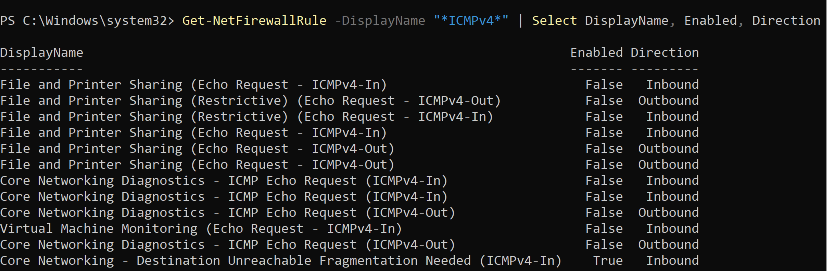 PS C:\Windows\system32> Get-NetFirewallRule -DisplayName "*ICMPv4*" | Select DisplayName, Enabled, Direction
DisplayName Enabled Direction
----------- ------- ---------
File and Printer Sharing (Echo Request - ICMPv4-In) False Inbound
File and Printer Sharing (Restrictive) (Echo Request - ICMPv4-Out) False Outbound
File and Printer Sharing (Restrictive) (Echo Request - ICMPv4-In) False Inbound
File and Printer Sharing (Echo Request - ICMPv4-In) False Inbound
File and Printer Sharing (Echo Request - ICMPv4-Out) False Outbound
File and Printer Sharing (Echo Request - ICMPv4-Out) False Outbound
Core Networking Diagnostics - ICMP Echo Request (ICMPv4-In) False Inbound
Core Networking Diagnostics - ICMP Echo Request (ICMPv4-In) False Inbound
Core Networking Diagnostics - ICMP Echo Request (ICMPv4-Out) False Outbound
Virtual Machine Monitoring (Echo Request - ICMPv4-In) False Inbound
Core Networking Diagnostics - ICMP Echo Request (ICMPv4-Out) False Outbound
Core Networking - Destination Unreachable Fragmentation Needed (ICMPv4-In) True Inbound